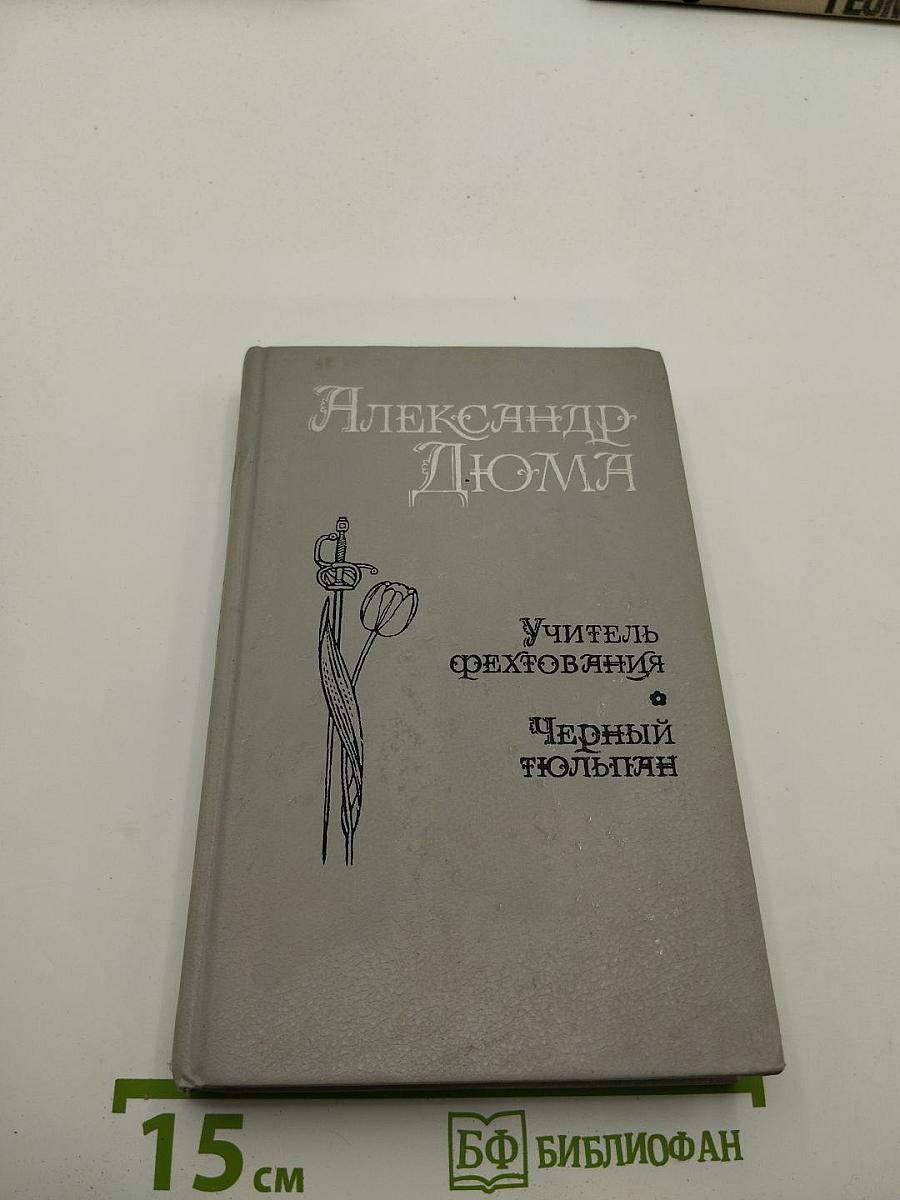 Александр
Дюма
Учитель
фехтования
Черный
тюльпан
15 см
БФ БИБЛИОФАН